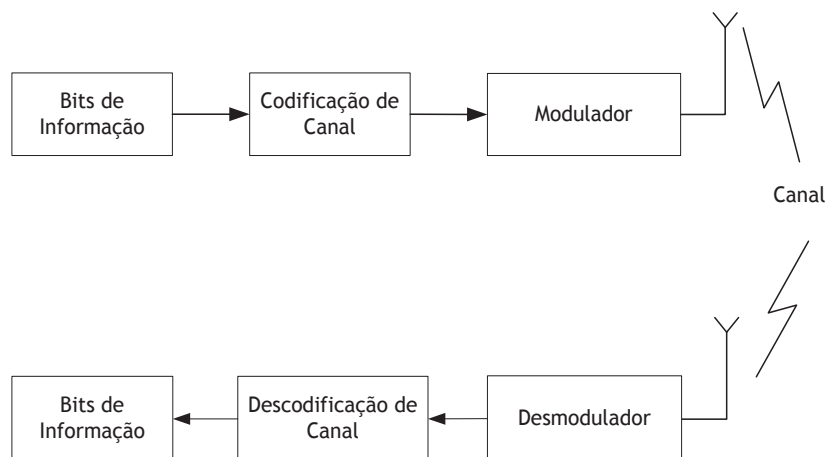 Bits de
Informação
Codificação de
Canal
Modulador
Canal
Bits de
Informação
Descodificação de
Canal
Desmodulador